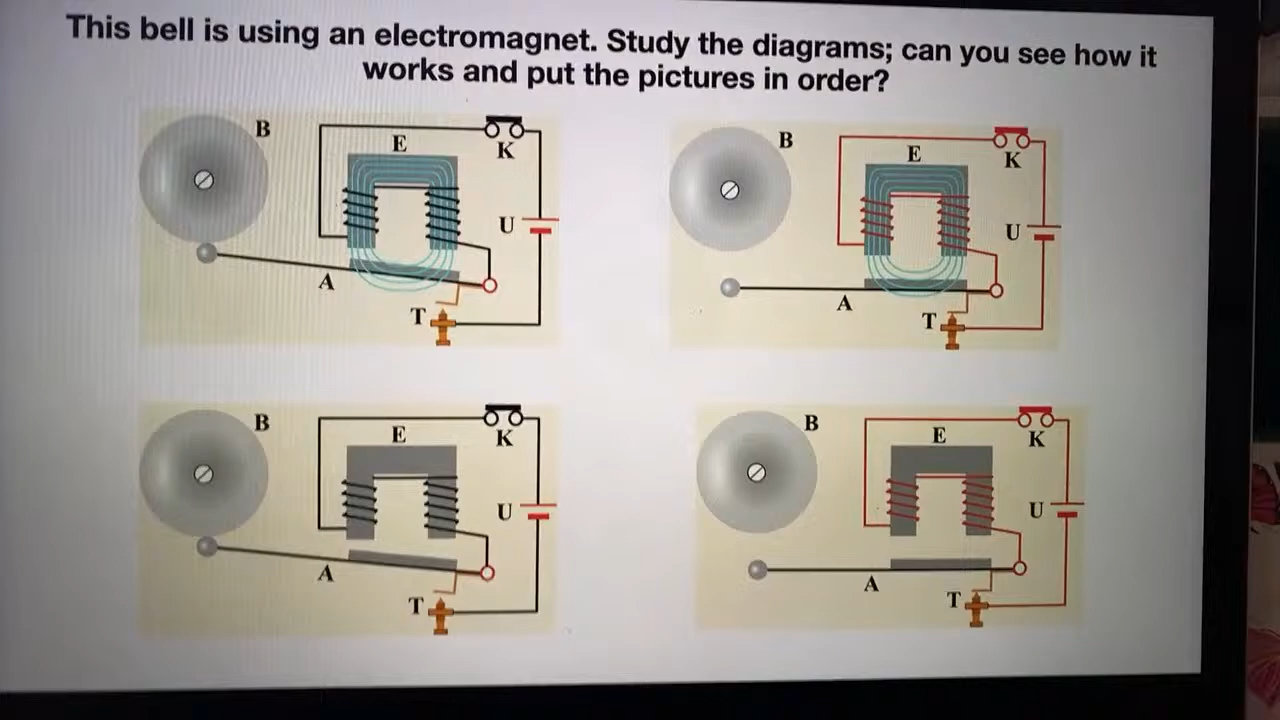 This bell is using an electromagnet. Study the diagrams; can you see how it
works and put the pictures in order?
B
E
K
U
A
T
B
E
K
U
A
T
B
E
K
U
A
T
B
E
K
U
A
T